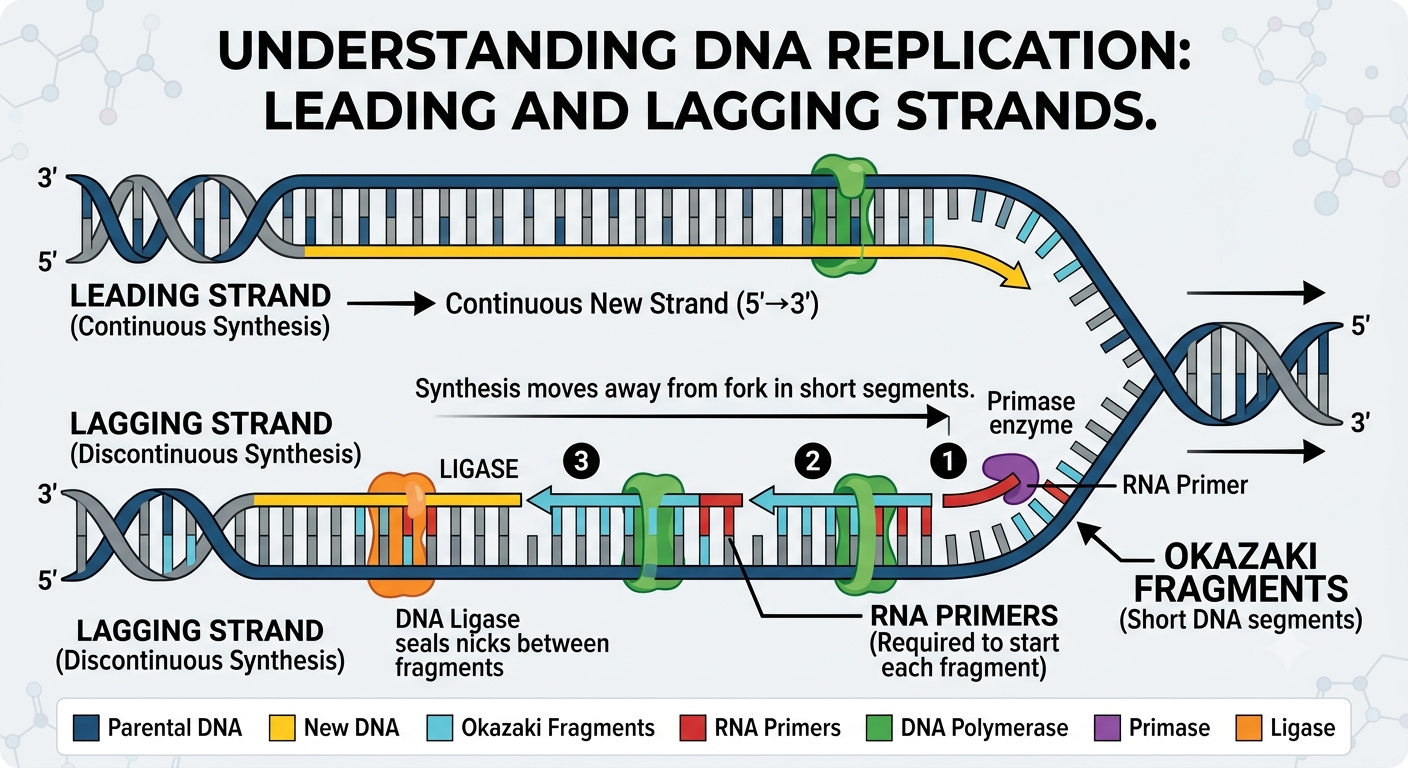 UNDERSTANDING DNA REPLICATION:
LEADING AND LAGGING STRANDS.
3′
5′
LEADING STRAND
(Continuous Synthesis)
Continuous New Strand (5′→3′)
5′
3′
Synthesis moves away from fork in short segments.
Primase
enzyme
LAGGING STRAND
(Discontinuous Synthesis)
LIGASE
3
2
1
RNA Primer
3′
5′
OKAZAKI
FRAGMENTS
(Short DNA segments)
LAGGING STRAND
(Discontinuous Synthesis)
DNA Ligase
seals nicks between
fragments
RNA PRIMERS
(Required to start
each fragment)
Parental DNA
New DNA
Okazaki Fragments
RNA Primers
DNA Polymerase
Primase
Ligase